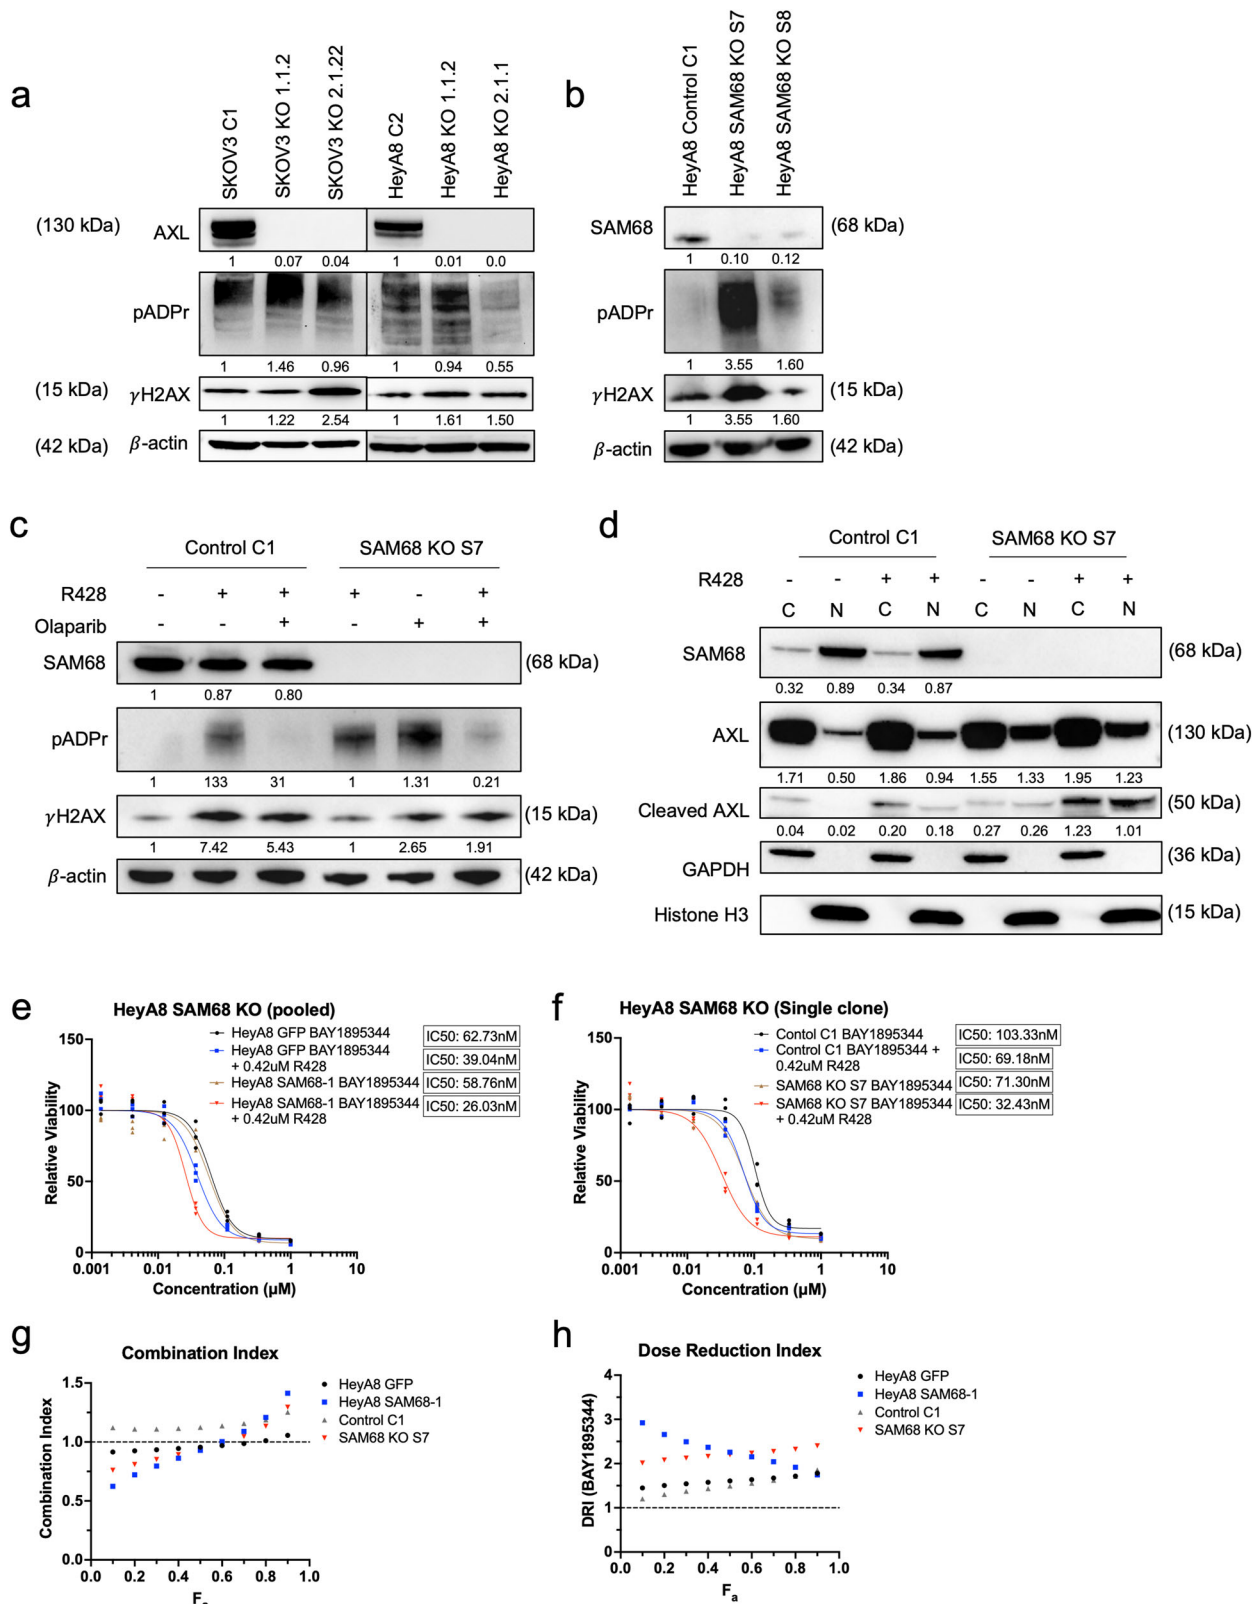 a
SKOV3 C1
SKOV3 KO 1.1.2
SKOV3 KO 2.1.22
HeyA8 C2
HeyA8 KO 1.1.2
HeyA8 KO 2.1.1
(130 kDa) AXL
1 0.07 0.04 1 0.01 0.0
pADPr
1 1.46 0.96 1 0.94 0.55
(15 kDa) γH2AX
1 1.22 2.54 1 1.61 1.50
(42 kDa) β-actin
b
HeyA8 Control C1
HeyA8 SAM68 KO S7
HeyA8 SAM68 KO S8
SAM68 (68 kDa)
1 0.10 0.12
pADPr
1 3.55 1.60
γH2AX (15 kDa)
1 3.55 1.60
β-actin (42 kDa)
c
Control C1 SAM68 KO S7
R428 - + + + - +
Olaparib - - + - + +
SAM68 (68 kDa)
1 0.87 0.80
pADPr
1 133 31 1 1.31 0.21
γH2AX (15 kDa)
1 7.42 5.43 1 2.65 1.91
β-actin (42 kDa)
d
Control C1 SAM68 KO S7
R428 - - + + - - + +
C N C N C N C N
SAM68 (68 kDa)
0.32 0.89 0.34 0.87
AXL (130 kDa)
1.71 0.50 1.86 0.94 1.55 1.33 1.95 1.23
Cleaved AXL (50 kDa)
0.04 0.02 0.20 0.18 0.27 0.26 1.23 1.01
GAPDH (36 kDa)
Histone H3 (15 kDa)
e
HeyA8 SAM68 KO (pooled)
HeyA8 GFP BAY1895344 IC50: 62.73nM
HeyA8 GFP BAY1895344
+ 0.42uM R428 IC50: 39.04nM
HeyA8 SAM68-1 BAY1895344 IC50: 58.76nM
HeyA8 SAM68-1 BAY1895344
+ 0.42uM R428 IC50: 26.03nM
Relative Viability
150
100
50
0
0.001 0.01 0.1 1 10
Concentration (µM)
f
HeyA8 SAM68 KO (Single clone)
Contol C1 BAY1895344 IC50: 103.33nM
Control C1 BAY1895344 +
0.42uM R428 IC50: 69.18nM
SAM68 KO S7 BAY1895344 IC50: 71.30nM
SAM68 KO S7 BAY1895344
+ 0.42uM R428 IC50: 32.43nM
Relative Viability
150
100
50
0
0.001 0.01 0.1 1 10
Concentration (µM)
g
Combination Index
HeyA8 GFP
HeyA8 SAM68-1
Control C1
SAM68 KO S7
Combination Index
1.5
1.0
0.5
0.0
0.0 0.2 0.4 0.6 0.8 1.0
h
Dose Reduction Index
HeyA8 GFP
HeyA8 SAM68-1
Control C1
SAM68 KO S7
DRI (BAY1895344)
4
3
2
1
0
0.0 0.2 0.4 0.6 0.8 1.0
Fa